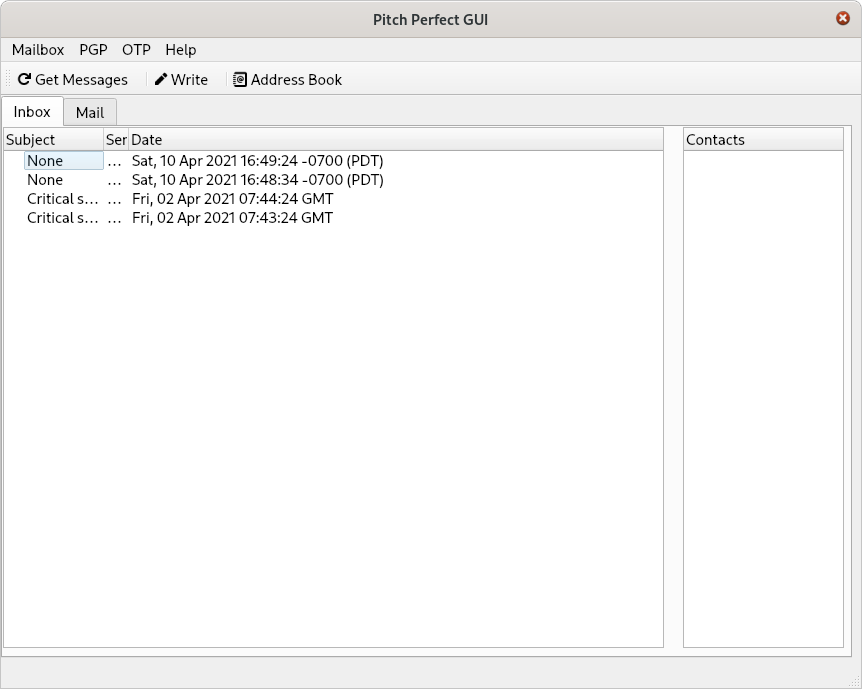 Pitch Perfect GUI
Mailbox PGP OTP Help
Get Messages Write Address Book
Inbox Mail
Subject Ser Date Contacts
None ... Sat, 10 Apr 2021 16:49:24 -0700 (PDT)
None ... Sat, 10 Apr 2021 16:48:34 -0700 (PDT)
Critical s... ... Fri, 02 Apr 2021 07:44:24 GMT
Critical s... ... Fri, 02 Apr 2021 07:43:24 GMT